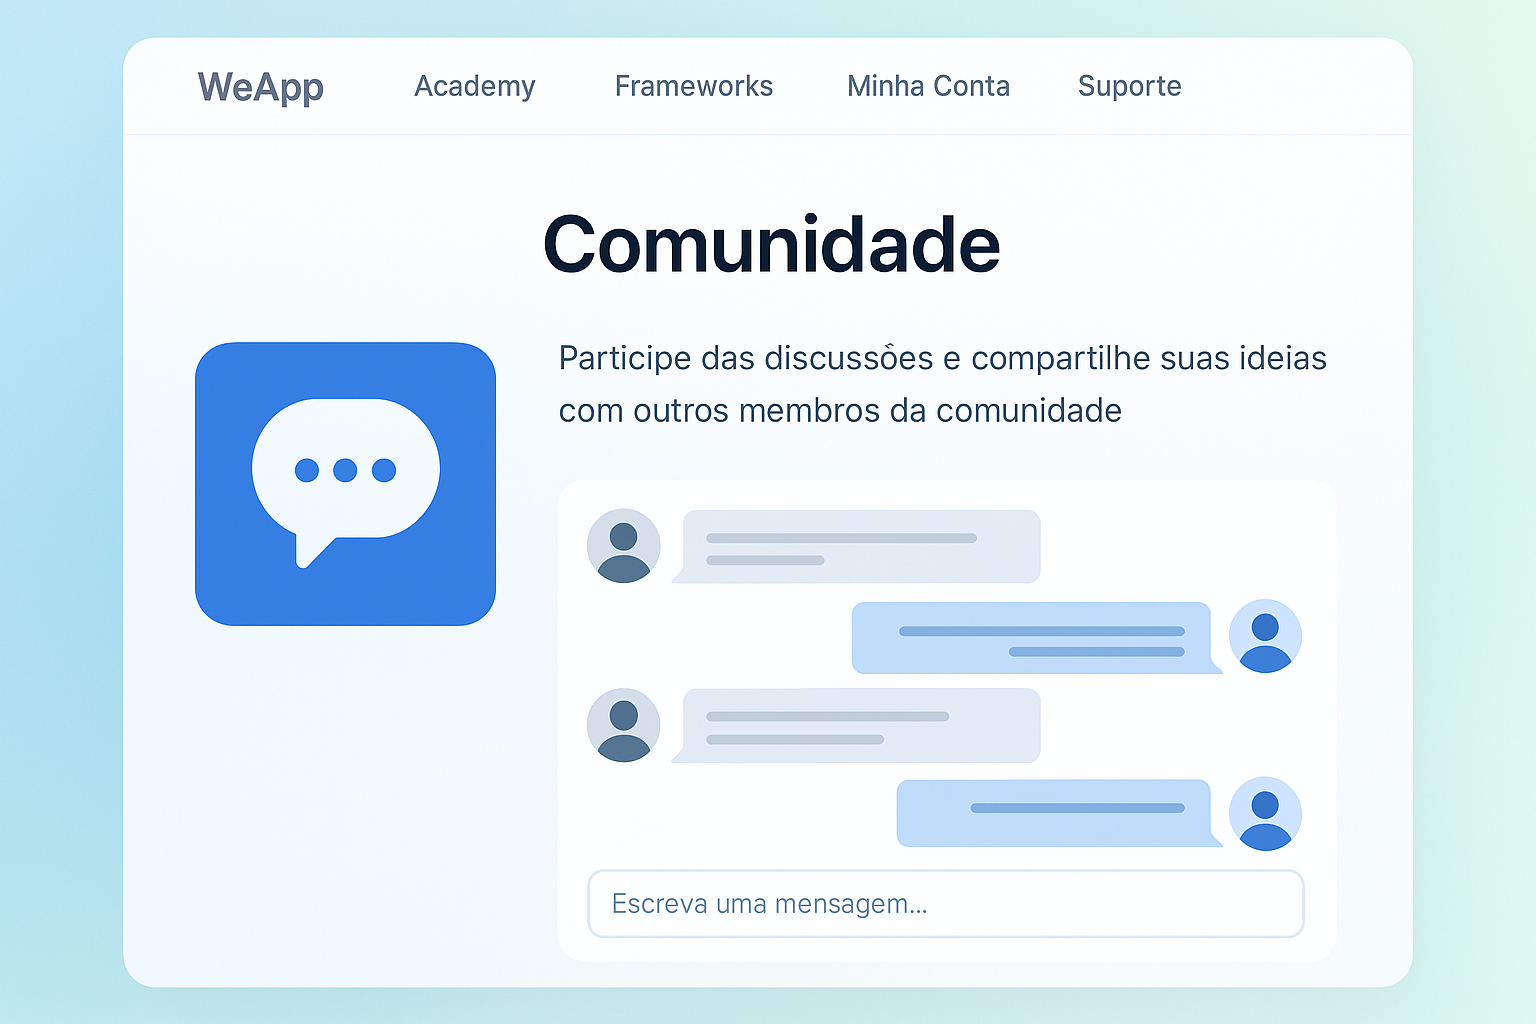 WeApp Academy Frameworks Minha Conta Suporte
Comunidade
Participe das discussões e compartilhe suas ideias
com outros membros da comunidade
Escreva uma mensagem...